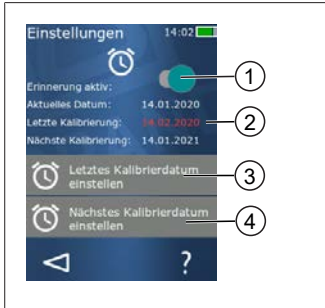 Einstellungen 14:02
Erinnerung aktiv:
1
Aktuelles Datum: 14.01.2020
Letzte Kalibrierung: 14.02.2020
2
Nächste Kalibrierung: 14.01.2021
Letztes Kalibrierdatum
einstellen
3
Nächstes Kalibrierdatum
einstellen
4
?